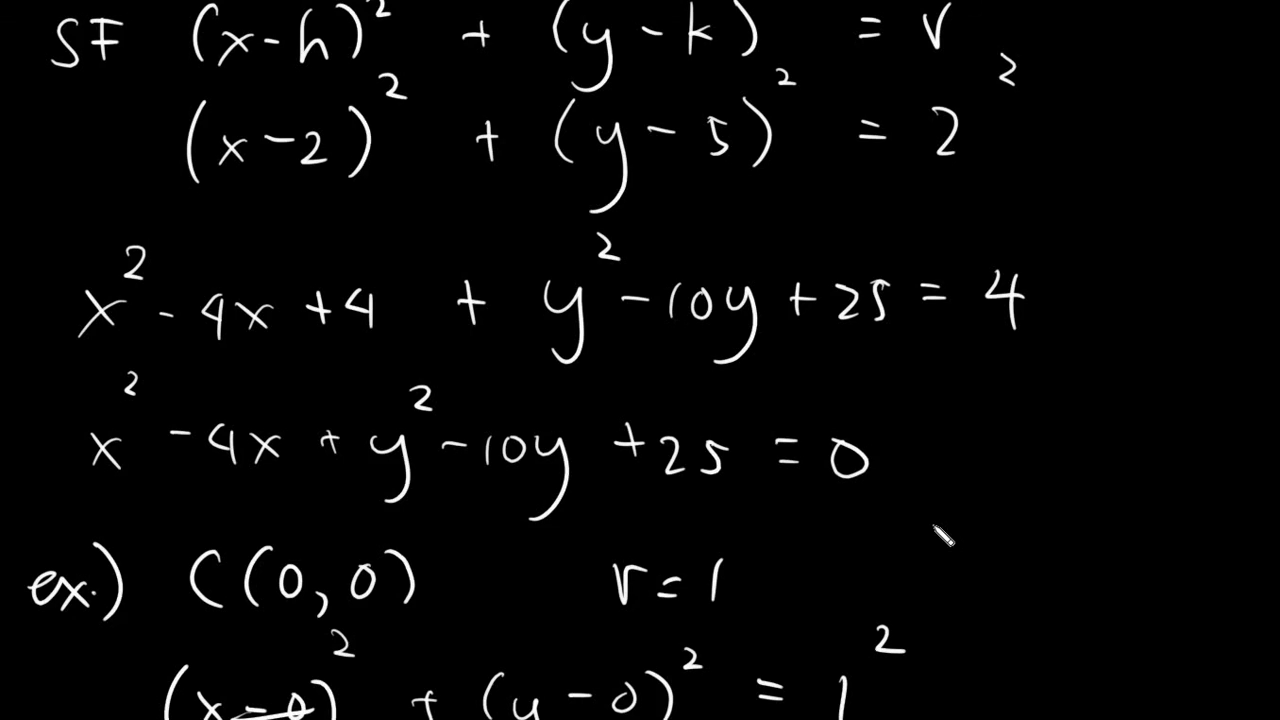 SF (x-h)² + (y-k)² = r²
(x-2)² + (y-5)² = 2²
x² - 4x + 4 + y² - 10y + 25 = 4
x² - 4x + y² - 10y + 25 = 0
ex.) C(0,0) r = 1
(x-0)² + (y-0)² = 1²